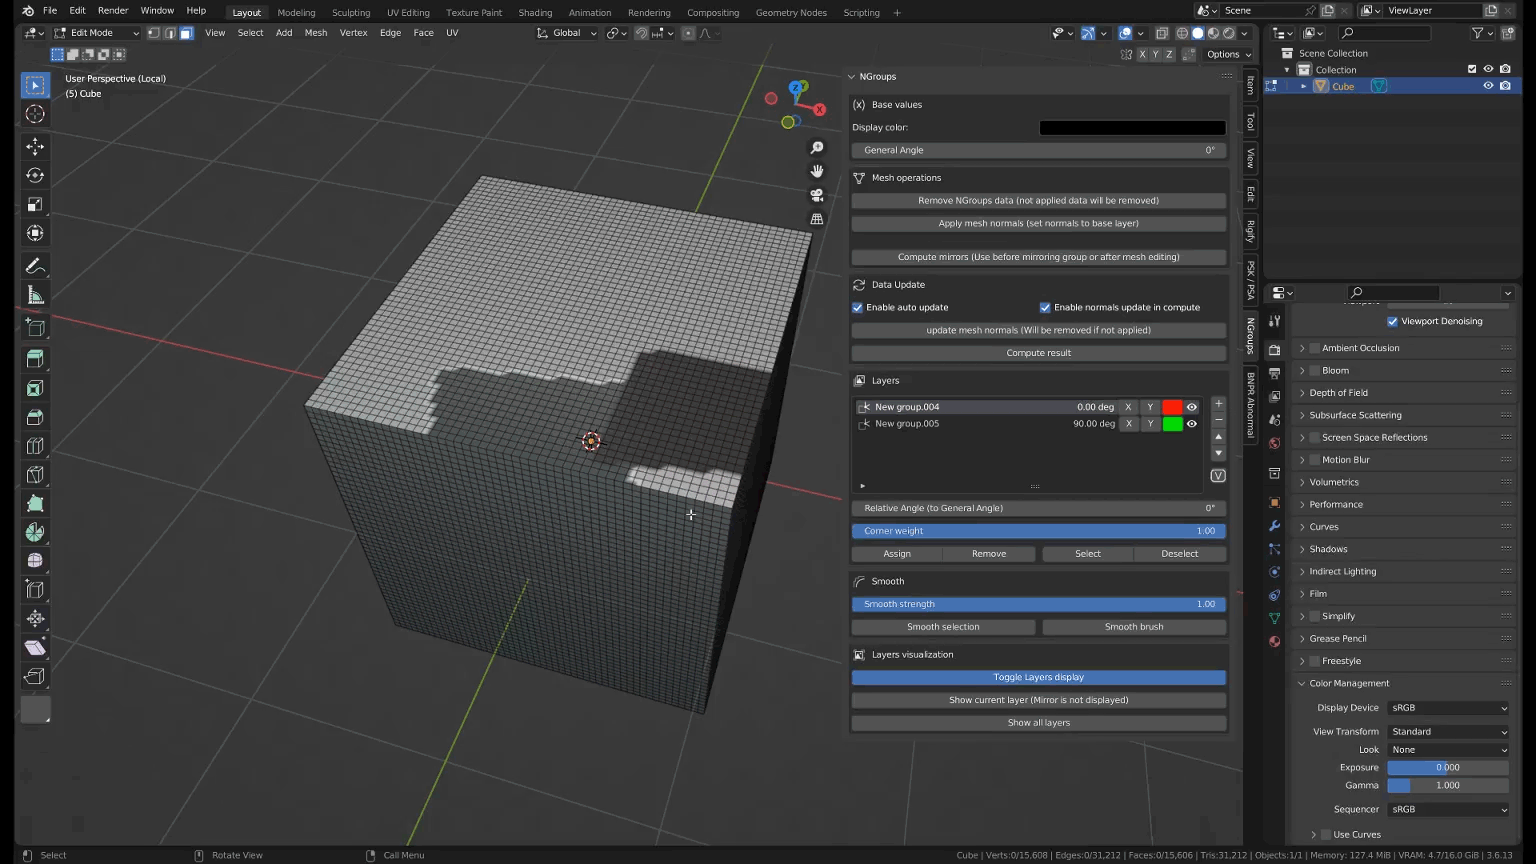 File Edit Render Window Help Layout Modeling Sculpting UV Editing Texture Paint Shading Animation Rendering Compositing Geometry Nodes Scripting + Scene ViewLayer
Edit Mode View Select Add Mesh Vertex Edge Face UV Global
X Y Z Options
User Perspective (Local)
(5) Cube
Z
Y
X
NGroups
(x) Base values
Display color:
General Angle 0°
Mesh operations
Remove NGroups data (not applied data will be removed)
Apply mesh normals (set normals to base layer)
Compute mirrors (Use before mirroring group or after mesh editing)
Data Update
Enable auto update Enable normals update in compute
update mesh normals (Will be removed if not applied)
Compute result
Layers
New group.004 0.00 deg X Y
New group.005 90.00 deg X Y
V
Relative Angle (to General Angle) 0°
Corner weight 1.00
Assign Remove Select Deselect
Smooth
Smooth strength 1.00
Smooth selection Smooth brush
Layers visualization
Toggle Layers display
Show current layer (Mirror is not displayed)
Show all layers
Item
Tool
View
Edit
Rigify
PSK / PSA
NGroups
BNPR Abnormal
Scene Collection
Collection
Cube
Viewport Denoising
Ambient Occlusion
Bloom
Depth of Field
Subsurface Scattering
Screen Space Reflections
Motion Blur
Volumetrics
Performance
Curves
Shadows
Indirect Lighting
Film
Simplify
Grease Pencil
Freestyle
Color Management
Display Device sRGB
View Transform Standard
Look None
Exposure 0.000
Gamma 1.000
Sequencer sRGB
Use Curves
Select Rotate View Call Menu Cube | Verts:0/15,608 | Edges:0/31,212 | Faces:0/15,606 | Tris:31,212 | Objects:1/1 | Memory: 127.4 MiB | VRAM: 4.7/16.0 GiB | 3.6.13